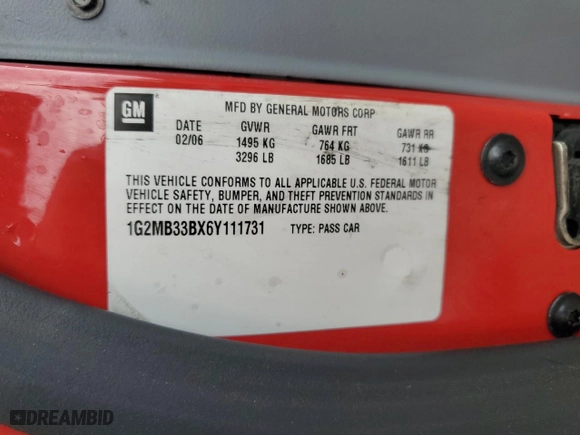 GM
MFD BY GENERAL MOTORS CORP
DATE GVWR GAWR FRT GAWR RR
02/06 1495 KG 764 KG 731 KG
3296 LB 1685 LB 1611 LB
THIS VEHICLE CONFORMS TO ALL APPLICABLE U.S. FEDERAL MOTOR
VEHICLE SAFETY, BUMPER, AND THEFT PREVENTION STANDARDS IN
EFFECT ON THE DATE OF MANUFACTURE SHOWN ABOVE.
1G2MB33BX6Y111731 TYPE: PASS CAR
DREAMBID